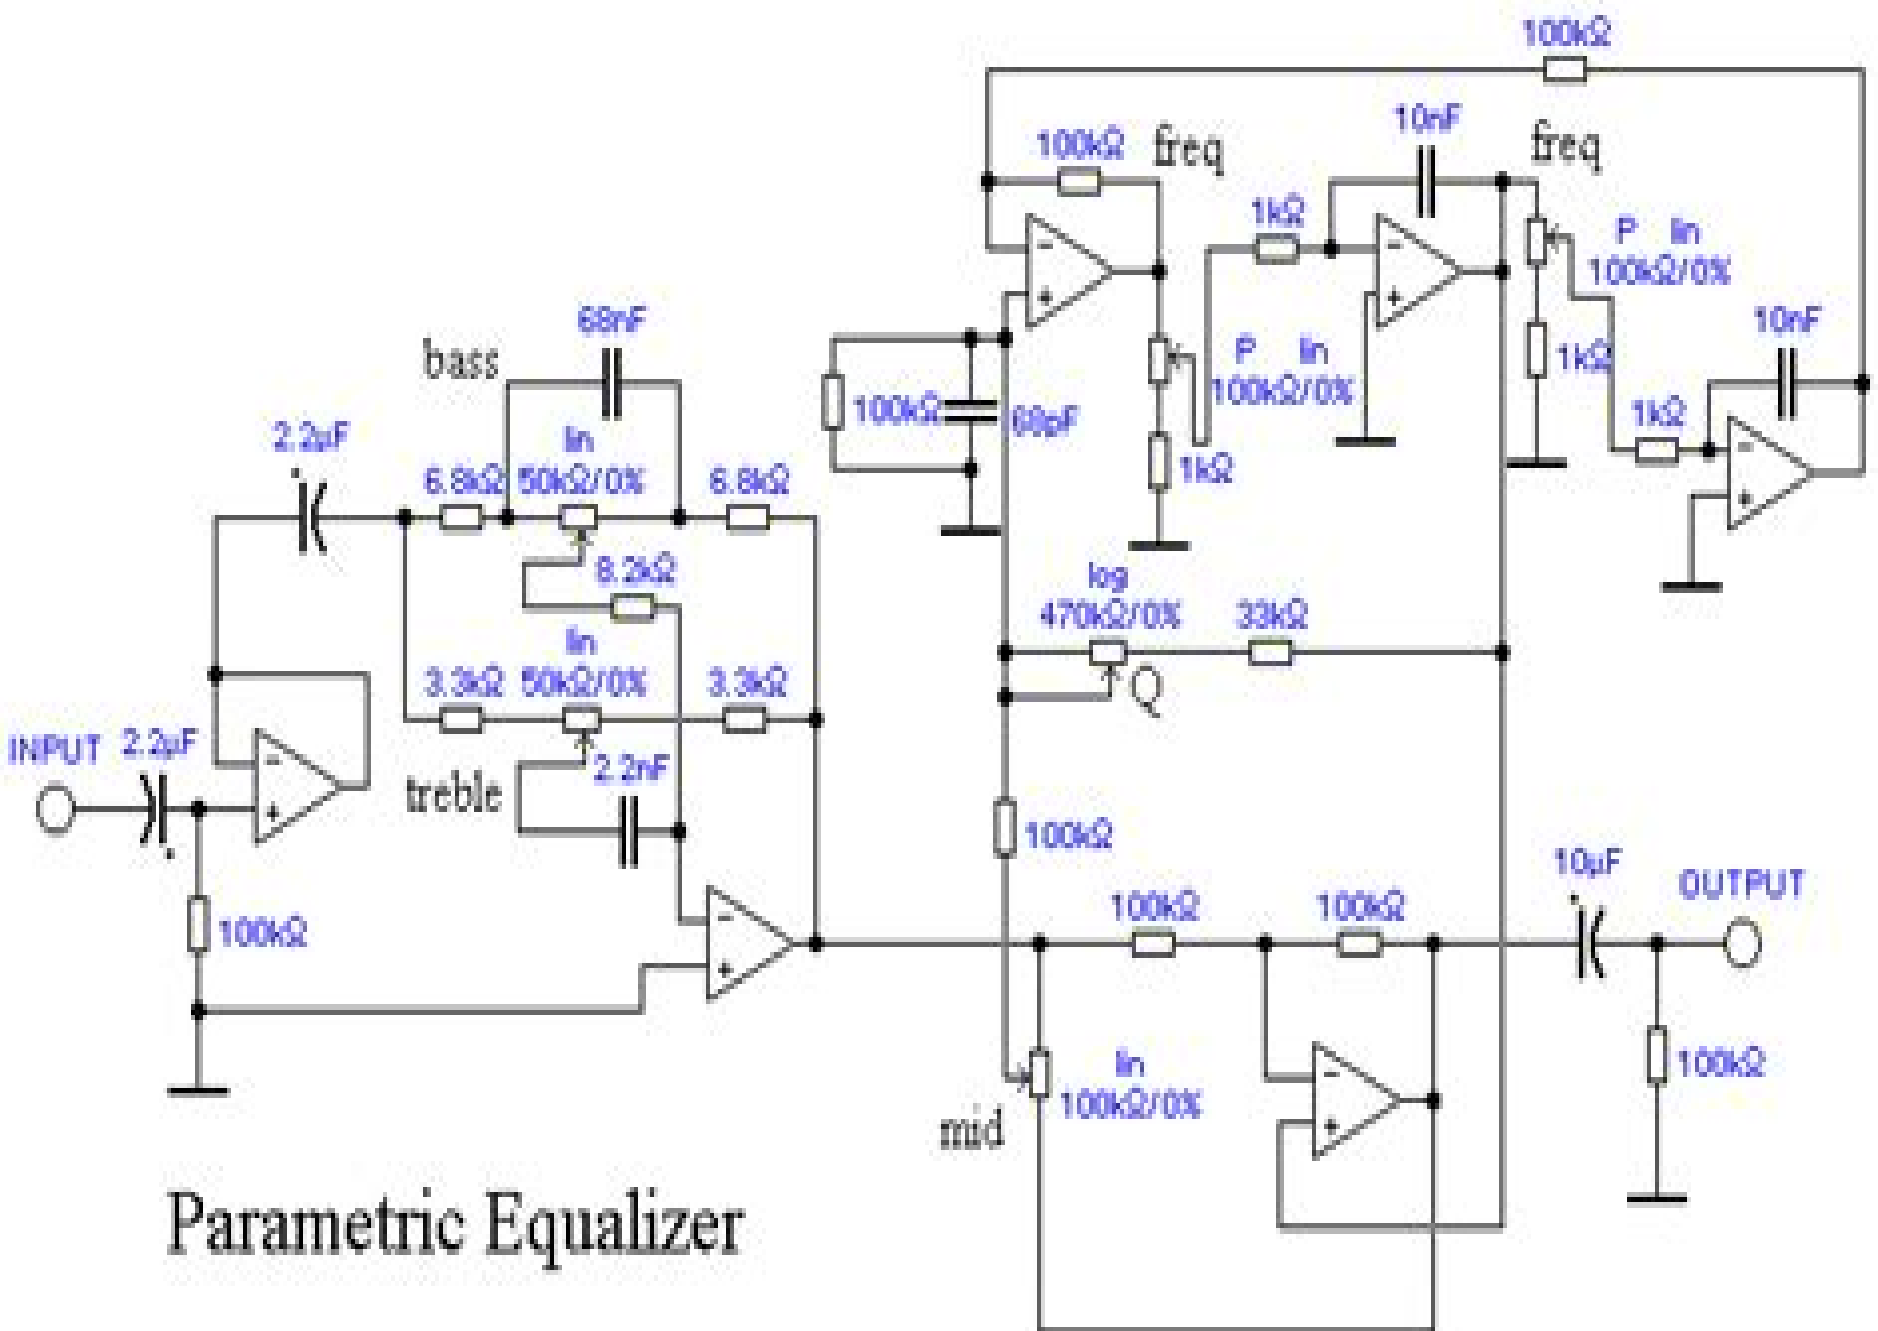 100kΩ
10nF
100kΩ
freq
freq
1kΩ
P lin
100kΩ/0%
68nF
10nF
bass
P lin
100kΩ/0%
1kΩ
100kΩ
68pF
2.2µF
lin
1kΩ
6.8kΩ
50kΩ/0%
6.8kΩ
1kΩ
8.2kΩ
log
470kΩ/0%
33kΩ
lin
3.3kΩ
50kΩ/0%
3.3kΩ
Q
INPUT
2.2µF
2.2nF
treble
100kΩ
10µF
OUTPUT
100kΩ
100kΩ
100kΩ
lin
100kΩ/0%
100kΩ
mid
Parametric Equalizer